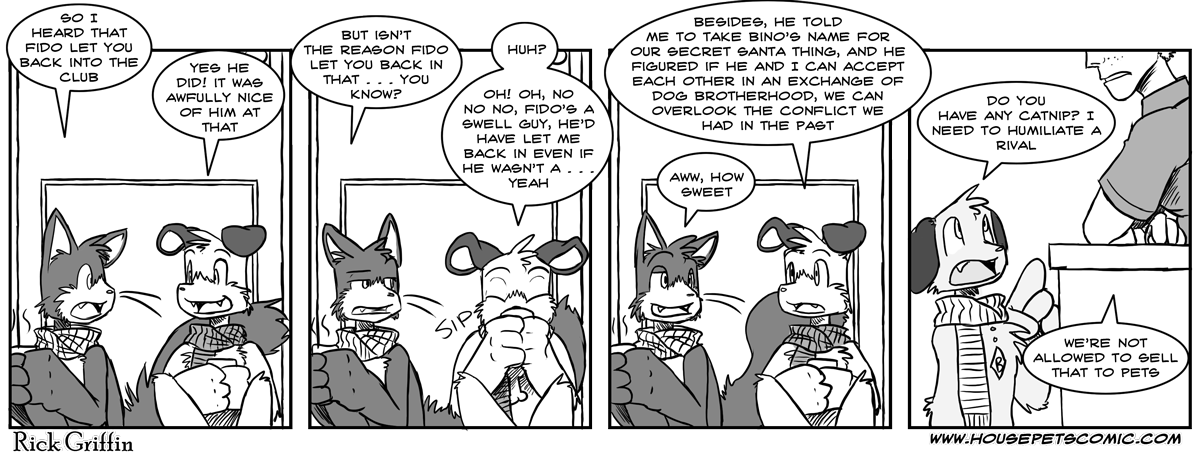 SO I
HEARD THAT
FIDO LET YOU
BACK INTO THE
CLUB
YES HE
DID! IT WAS
AWFULLY NICE
OF HIM AT
THAT
BUT ISN'T
THE REASON FIDO
LET YOU BACK IN
THAT . . . YOU
KNOW?
HUH?
OH! OH, NO
NO NO, FIDO'S A
SWELL GUY, HE'D
HAVE LET ME
BACK IN EVEN IF
HE WASN'T A . . .
YEAH
SIP
BESIDES, HE TOLD
ME TO TAKE BINO'S NAME FOR
OUR SECRET SANTA THING, AND HE
FIGURED IF HE AND I CAN ACCEPT
EACH OTHER IN AN EXCHANGE OF
DOG BROTHERHOOD, WE CAN
OVERLOOK THE CONFLICT WE
HAD IN THE PAST
AWW, HOW
SWEET
DO YOU
HAVE ANY CATNIP? I
NEED TO HUMILIATE A
RIVAL
WE'RE NOT
ALLOWED TO SELL
THAT TO PETS
B
Rick Griffin
WWW.HOUSEPETSCOMIC.COM